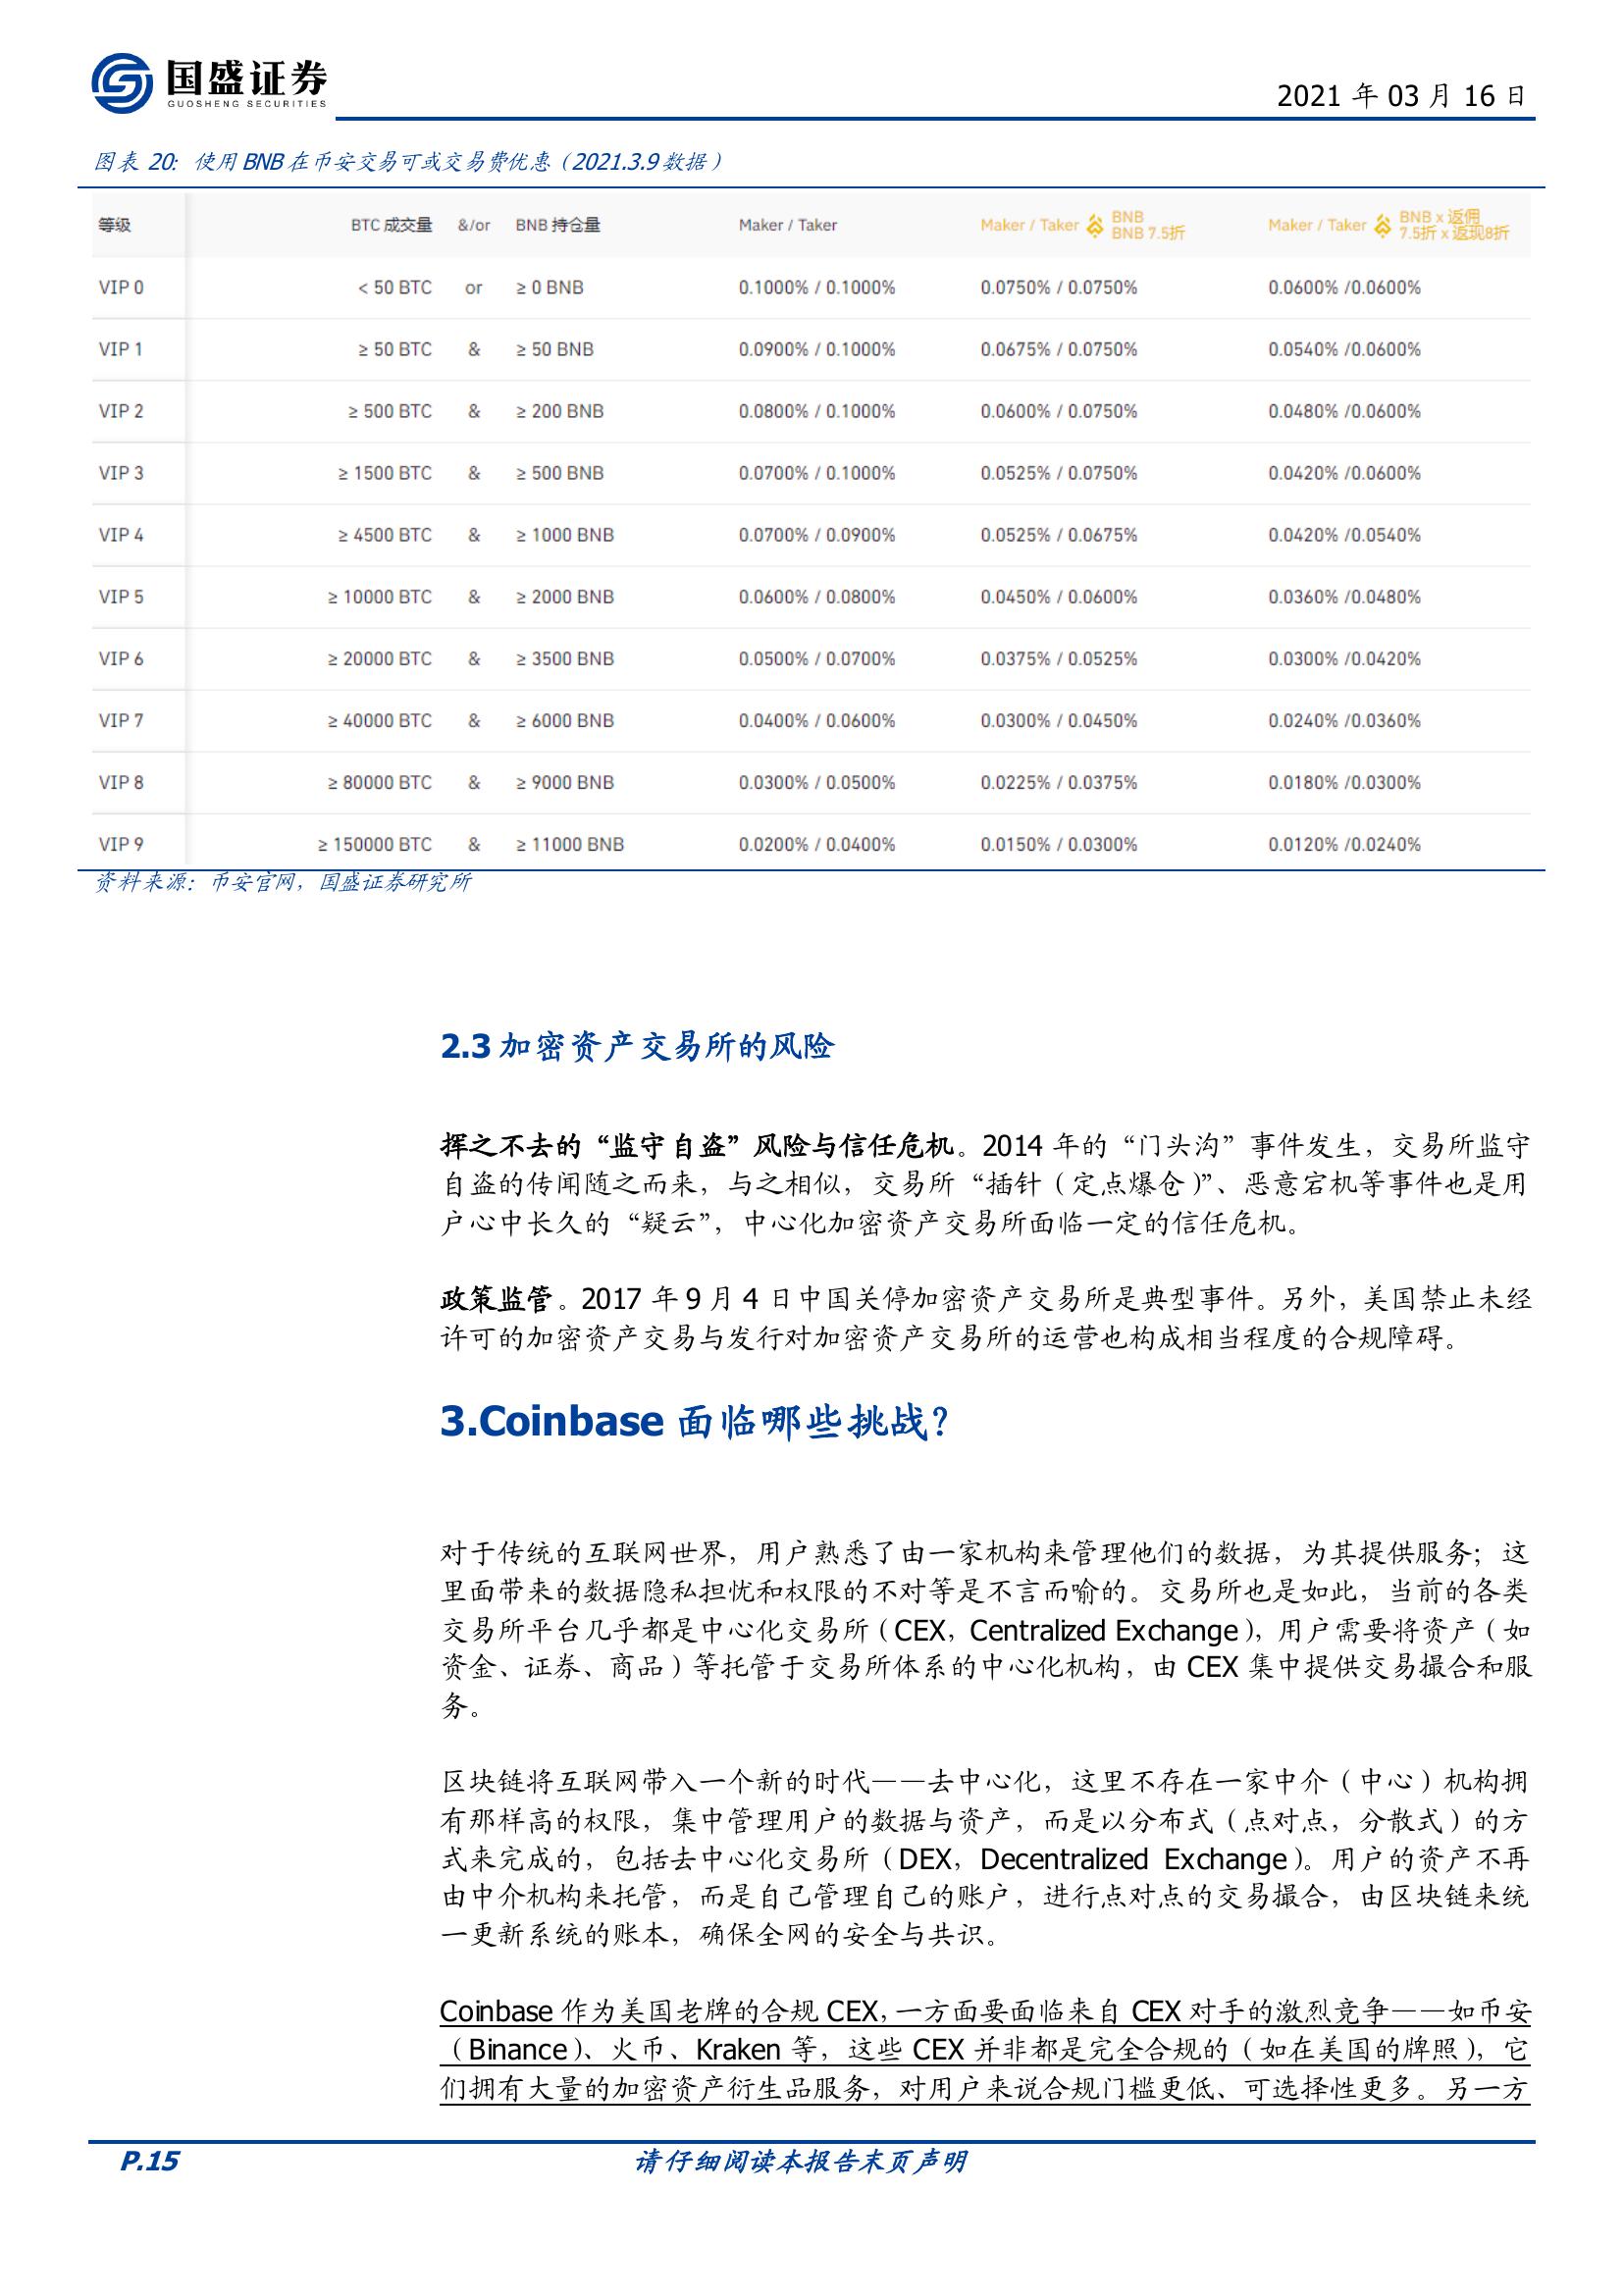 国盛证券
GUOSHENG SECURITIES
2021 年 03 月 16 日
图表 20: 使用 BNB 在币安交易可或交易费优惠（2021.3.9 数据）
等级 BTC 成交量 &/or BNB 持仓量 Maker / Taker Maker / Taker BNB BNB 7.5折 Maker / Taker BNB x 返佣 7.5折 x 返现8折
VIP 0 < 50 BTC or ≥ 0 BNB 0.1000% / 0.1000% 0.0750% / 0.0750% 0.0600% /0.0600%
VIP 1 ≥ 50 BTC & ≥ 50 BNB 0.0900% / 0.1000% 0.0675% / 0.0750% 0.0540% /0.0600%
VIP 2 ≥ 500 BTC & ≥ 200 BNB 0.0800% / 0.1000% 0.0600% / 0.0750% 0.0480% /0.0600%
VIP 3 ≥ 1500 BTC & ≥ 500 BNB 0.0700% / 0.1000% 0.0525% / 0.0750% 0.0420% /0.0600%
VIP 4 ≥ 4500 BTC & ≥ 1000 BNB 0.0700% / 0.0900% 0.0525% / 0.0675% 0.0420% /0.0540%
VIP 5 ≥ 10000 BTC & ≥ 2000 BNB 0.0600% / 0.0800% 0.0450% / 0.0600% 0.0360% /0.0480%
VIP 6 ≥ 20000 BTC & ≥ 3500 BNB 0.0500% / 0.0700% 0.0375% / 0.0525% 0.0300% /0.0420%
VIP 7 ≥ 40000 BTC & ≥ 6000 BNB 0.0400% / 0.0600% 0.0300% / 0.0450% 0.0240% /0.0360%
VIP 8 ≥ 80000 BTC & ≥ 9000 BNB 0.0300% / 0.0500% 0.0225% / 0.0375% 0.0180% /0.0300%
VIP 9 ≥ 150000 BTC & ≥ 11000 BNB 0.0200% / 0.0400% 0.0150% / 0.0300% 0.0120% /0.0240%
资料来源：币安官网，国盛证券研究所
2.3 加密资产交易所的风险
挥之不去的“监守自盗”风险与信任危机。2014 年的“门头沟”事件发生，交易所监守
自盗的传闻随之而来，与之相似，交易所“插针（定点爆仓）”、恶意宕机等事件也是用
户心中长久的“疑云”，中心化加密资产交易所面临一定的信任危机。
政策监管。2017 年 9 月 4 日中国关停加密资产交易所是典型事件。另外，美国禁止未经
许可的加密资产交易与发行对加密资产交易所的运营也构成相当程度的合规障碍。
3.Coinbase 面临哪些挑战？
对于传统的互联网世界，用户熟悉了由一家机构来管理他们的数据，为其提供服务；这
里面带来的数据隐私担忧和权限的不对等是不言而喻的。交易所也是如此，当前的各类
交易所平台几乎都是中心化交易所（CEX，Centralized Exchange），用户需要将资产（如
资金、证券、商品）等托管于交易所体系的中心化机构，由 CEX 集中提供交易撮合和服
务。
区块链将互联网带入一个新的时代——去中心化，这里不存在一家中介（中心）机构拥
有那样高的权限，集中管理用户的数据与资产，而是以分布式（点对点，分散式）的方
式来完成的，包括去中心化交易所（DEX，Decentralized Exchange）。用户的资产不再
由中介机构来托管，而是自己管理自己的账户，进行点对点的交易撮合，由区块链来统
一更新系统的账本，确保全网的安全与共识。
Coinbase 作为美国老牌的合规 CEX，一方面要面临来自 CEX 对手的激烈竞争——如币安
（Binance）、火币、Kraken 等，这些 CEX 并非都是完全合规的（如在美国的牌照），它
们拥有大量的加密资产衍生品服务，对用户来说合规门槛更低、可选择性更多。另一方
P.15 请仔细阅读本报告末页声明